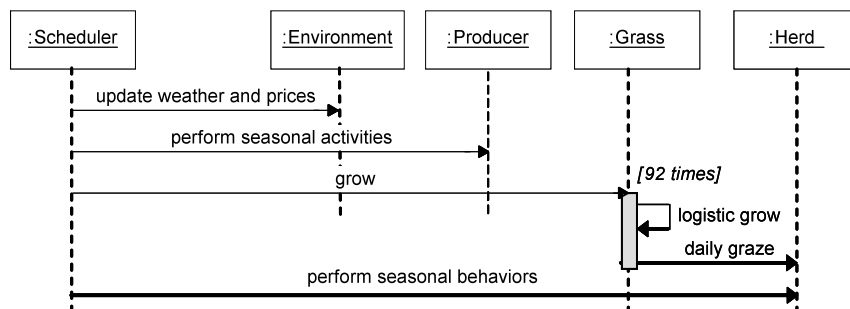 :Scheduler
:Environment
:Producer
:Grass
:Herd
update weather and prices
perform seasonal activities
grow
[92 times]
logistic grow
daily graze
perform seasonal behaviors